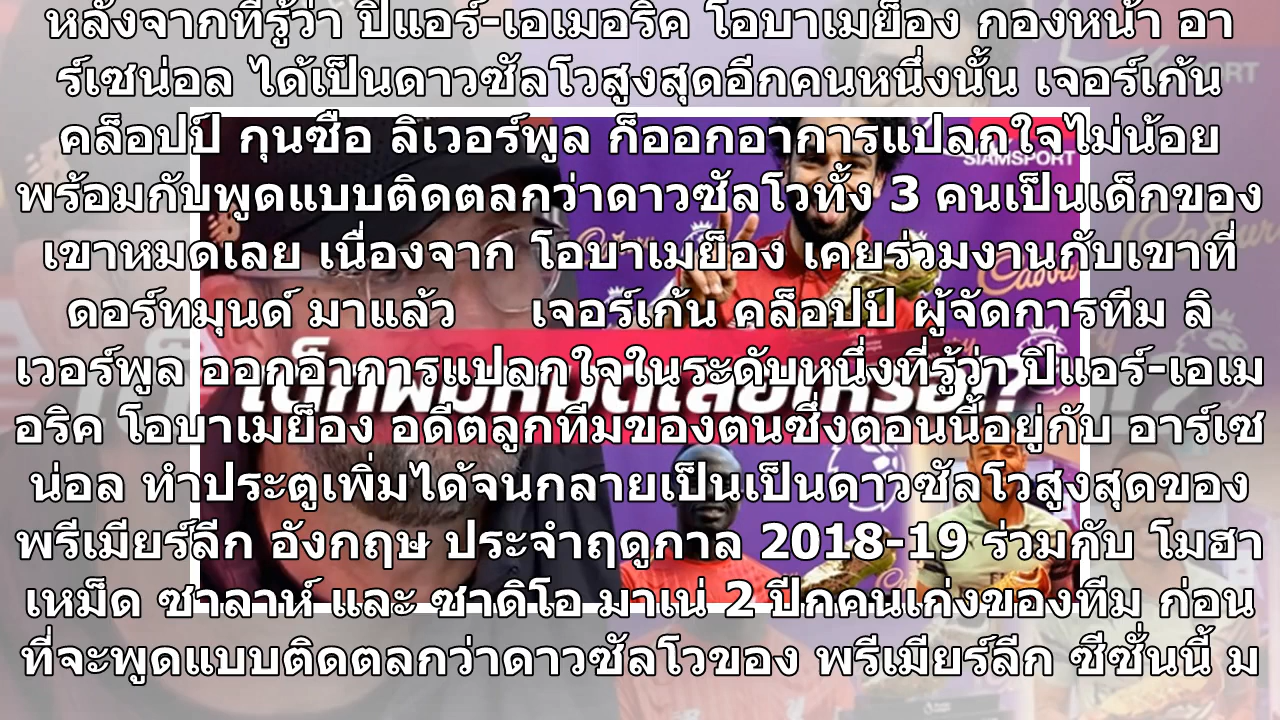 หลังจากที่รู้ว่า ปิแอร์-เอเมอริค โอบาเมย็อง กองหน้า อา
ร์เซน่อล ได้เป็นดาวซัลโวสูงสุดอีกคนหนึ่งนั้น เจอร์เก้น
คล็อปป์ กุนซือ ลิเวอร์พูล ก็ออกอาการแปลกใจไม่น้อย
SIAMSPORT
พร้อมกับพูดแบบติดตลกว่าดาวซัลโวทั้ง 3 คนเป็นเด็กของ
เขาหมดเลย เนื่องจาก โอบาเมย็อง เคยร่วมงานกับเขาที่
ดอร์ทมุนด์ มาแล้ว เจอร์เก้น คล็อปป์ ผู้จัดการทีม ลิ
เวอร์พูล ออกอาการแปลกใจในระดับหนึ่งที่รู้ว่า ปิแอร์-เอเม
เด็กผมหมดเลยเหรอ!?
อริค โอบาเมย็อง อดีตลูกทีมของตนซึ่งตอนนี้อยู่กับ อาร์เซ
น่อล ทำประตูเพิ่มได้จนกลายเป็นเป็นดาวซัลโวสูงสุดของ
พรีเมียร์ลีก อังกฤษ ประจำฤดูกาล 2018-19 ร่วมกับ โมฮา
เหม็ด ซาลาห์ และ ซาดิโอ มาเน่ 2 ปีกคนเก่งของทีม ก่อน
ที่จะพูดแบบติดตลกว่าดาวซัลโวของ พรีเมียร์ลีก ซีซั่นนี้ ม